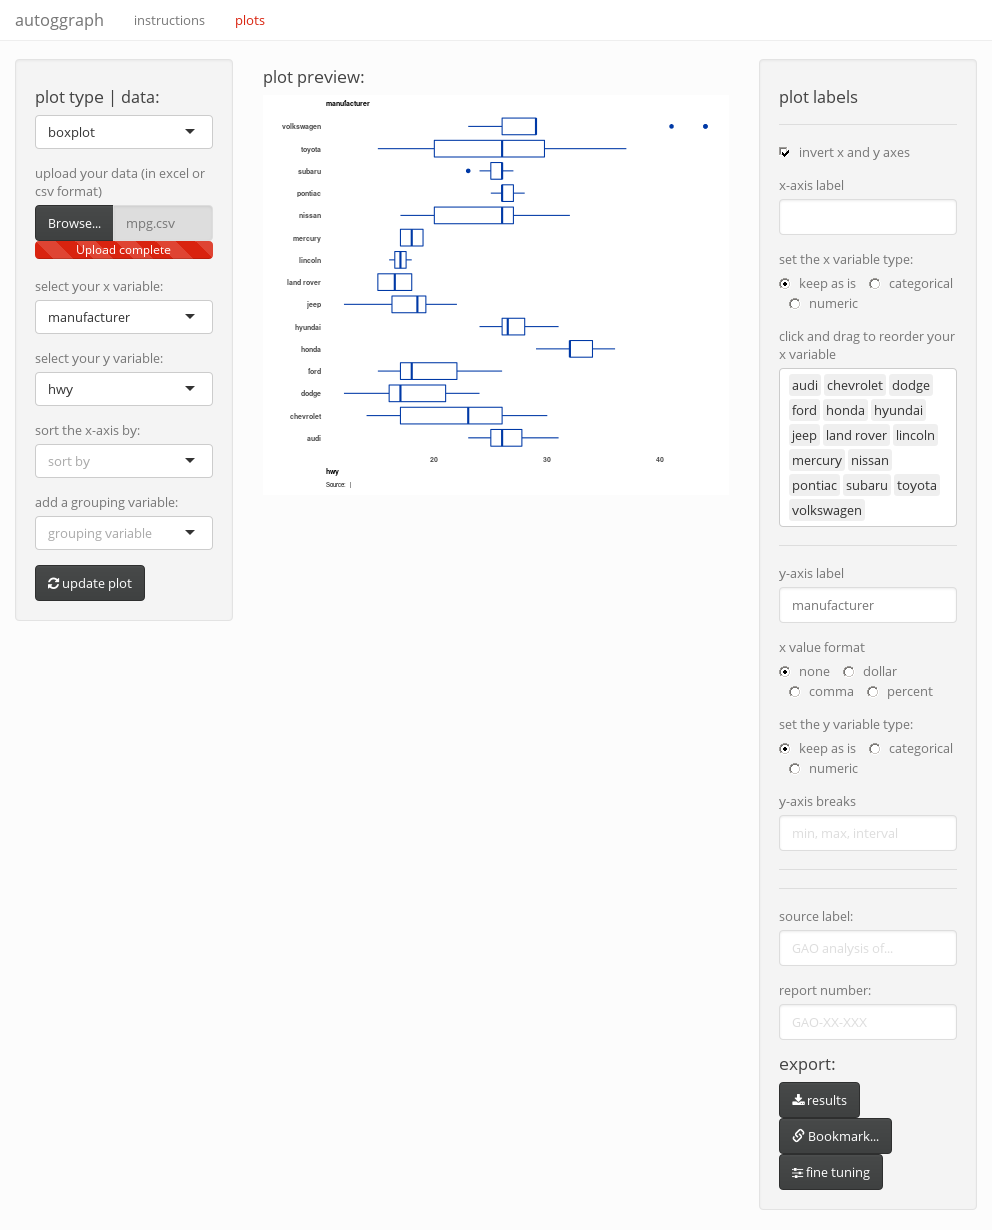 autoggraph instructions plots
plot type | data:
boxplot
upload your data (in excel or
csv format)
Browse... mpg.csv
Upload complete
select your x variable:
manufacturer
select your y variable:
hwy
sort the x-axis by:
sort by
add a grouping variable:
grouping variable
update plot
plot preview:
manufacturer
volkswagen
toyota
subaru
pontiac
nissan
mercury
lincoln
land rover
jeep
hyundai
honda
ford
dodge
chevrolet
audi
20 30 40
hwy
Source: |
plot labels
invert x and y axes
x-axis label
set the x variable type:
keep as is categorical
numeric
click and drag to reorder your
x variable
audi chevrolet dodge
ford honda hyundai
jeep land rover lincoln
mercury nissan
pontiac subaru toyota
volkswagen
y-axis label
manufacturer
x value format
none dollar
comma percent
set the y variable type:
keep as is categorical
numeric
y-axis breaks
min, max, interval
source label:
GAO analysis of...
report number:
GAO-XX-XXX
export:
results
Bookmark...
fine tuning